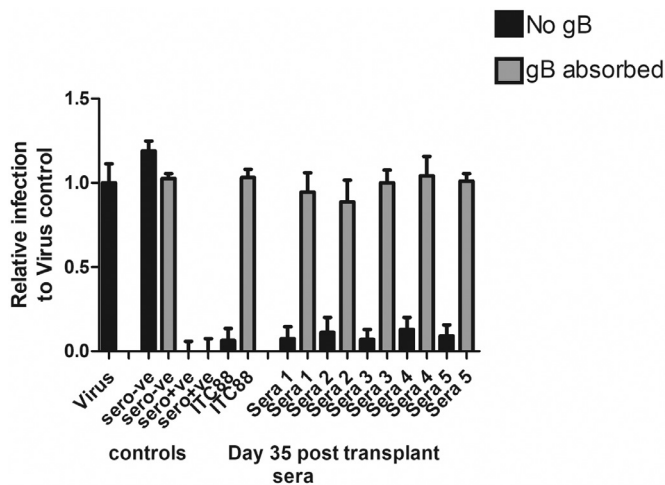 No gB
gB absorbed
Relative infection
to Virus control
1.5
1.0
0.5
0.0
Virus
sero-ve
sero-ve
sero+ve
sero+ve
ITC88
ITC88
Sera 1
Sera 1
Sera 2
Sera 2
Sera 3
Sera 3
Sera 4
Sera 4
Sera 5
Sera 5
controls
Day 35 post transplant
sera